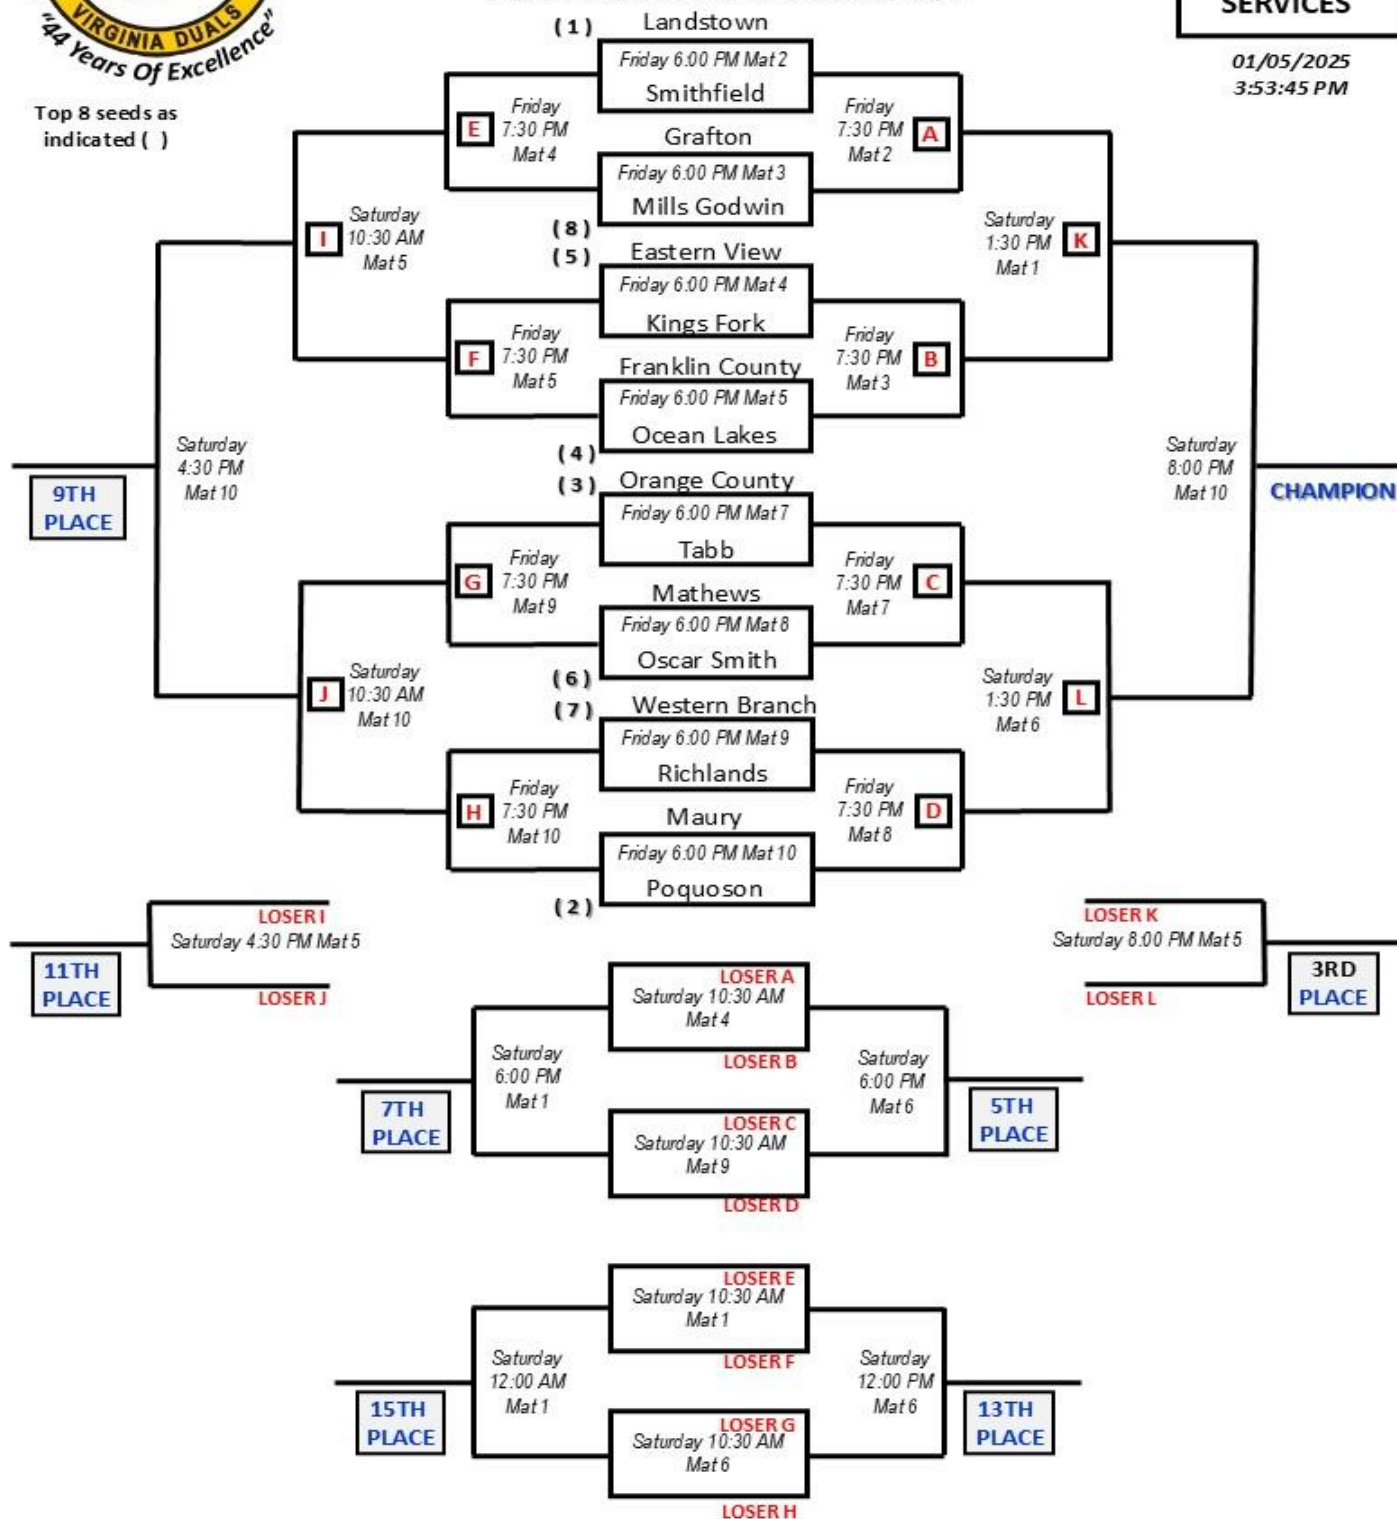 VIRGINIA DUALS
"44 Years Of Excellence"
Top 8 seeds as
indicated ( )
SERVICES
01/05/2025
3:53:45 PM
(1) Landstown
Friday 6:00 PM Mat 2
Smithfield
Grafton
Friday 6:00 PM Mat 3
Mills Godwin
(8)
(5) Eastern View
Friday 6:00 PM Mat 4
Kings Fork
Franklin County
Friday 6:00 PM Mat 5
Ocean Lakes
(4)
(3) Orange County
Friday 6:00 PM Mat 7
Tabb
Mathews
Friday 6:00 PM Mat 8
Oscar Smith
(6)
(7) Western Branch
Friday 6:00 PM Mat 9
Richlands
Maury
Friday 6:00 PM Mat 10
Poquoson
(2)
E
Friday
7:30 PM
Mat 4
F
Friday
7:30 PM
Mat 5
G
Friday
7:30 PM
Mat 9
H
Friday
7:30 PM
Mat 10
I
Saturday
10:30 AM
Mat 5
J
Saturday
10:30 AM
Mat 10
Saturday
4:30 PM
Mat 10
9TH
PLACE
Friday
7:30 PM
Mat 2
A
Friday
7:30 PM
Mat 3
B
Friday
7:30 PM
Mat 7
C
Friday
7:30 PM
Mat 8
D
Saturday
1:30 PM
Mat 1
K
Saturday
1:30 PM
Mat 6
L
Saturday
8:00 PM
Mat 10
CHAMPION
LOSER I
Saturday 4:30 PM Mat 5
LOSER J
11TH
PLACE
LOSER K
Saturday 8:00 PM Mat 5
LOSER L
3RD
PLACE
LOSER A
Saturday 10:30 AM
Mat 4
LOSER B
LOSER C
Saturday 10:30 AM
Mat 9
LOSER D
Saturday
6:00 PM
Mat 1
7TH
PLACE
Saturday
6:00 PM
Mat 6
5TH
PLACE
LOSER E
Saturday 10:30 AM
Mat 1
LOSER F
LOSER G
Saturday 10:30 AM
Mat 6
LOSER H
Saturday
12:00 AM
Mat 1
15TH
PLACE
Saturday
12:00 PM
Mat 6
13TH
PLACE